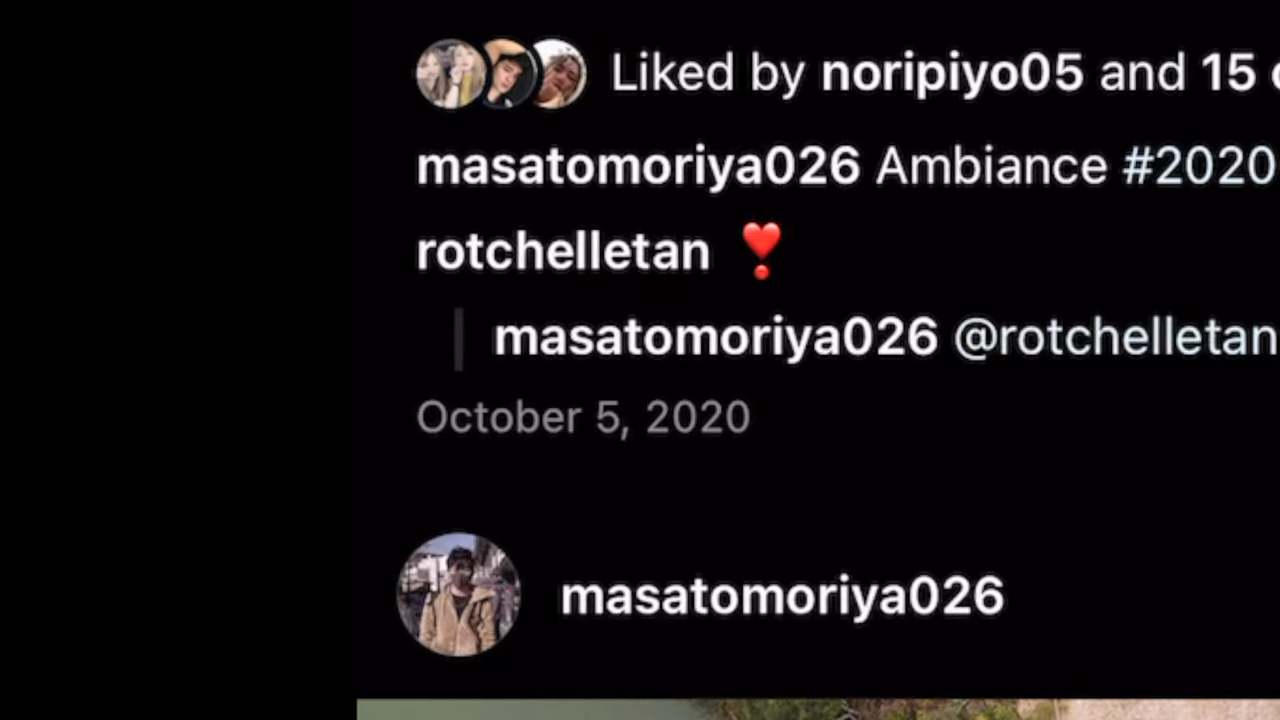 Liked by noripiyo05 and 15
masatomoriya026 Ambiance #2020
rotchelletan ❣️
masatomoriya026 @rotchelletan
October 5, 2020
masatomoriya026